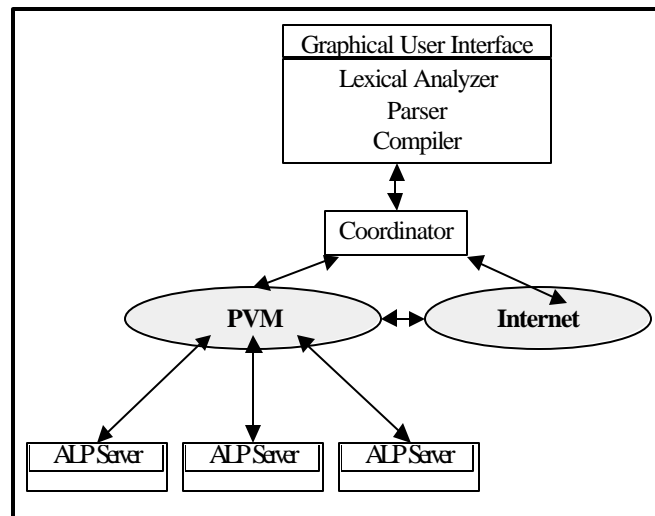 Graphical User Interface
Lexical Analyzer
Parser
Compiler
Coordinator
PVM
Internet
ALP Server
ALP Server
ALP Server